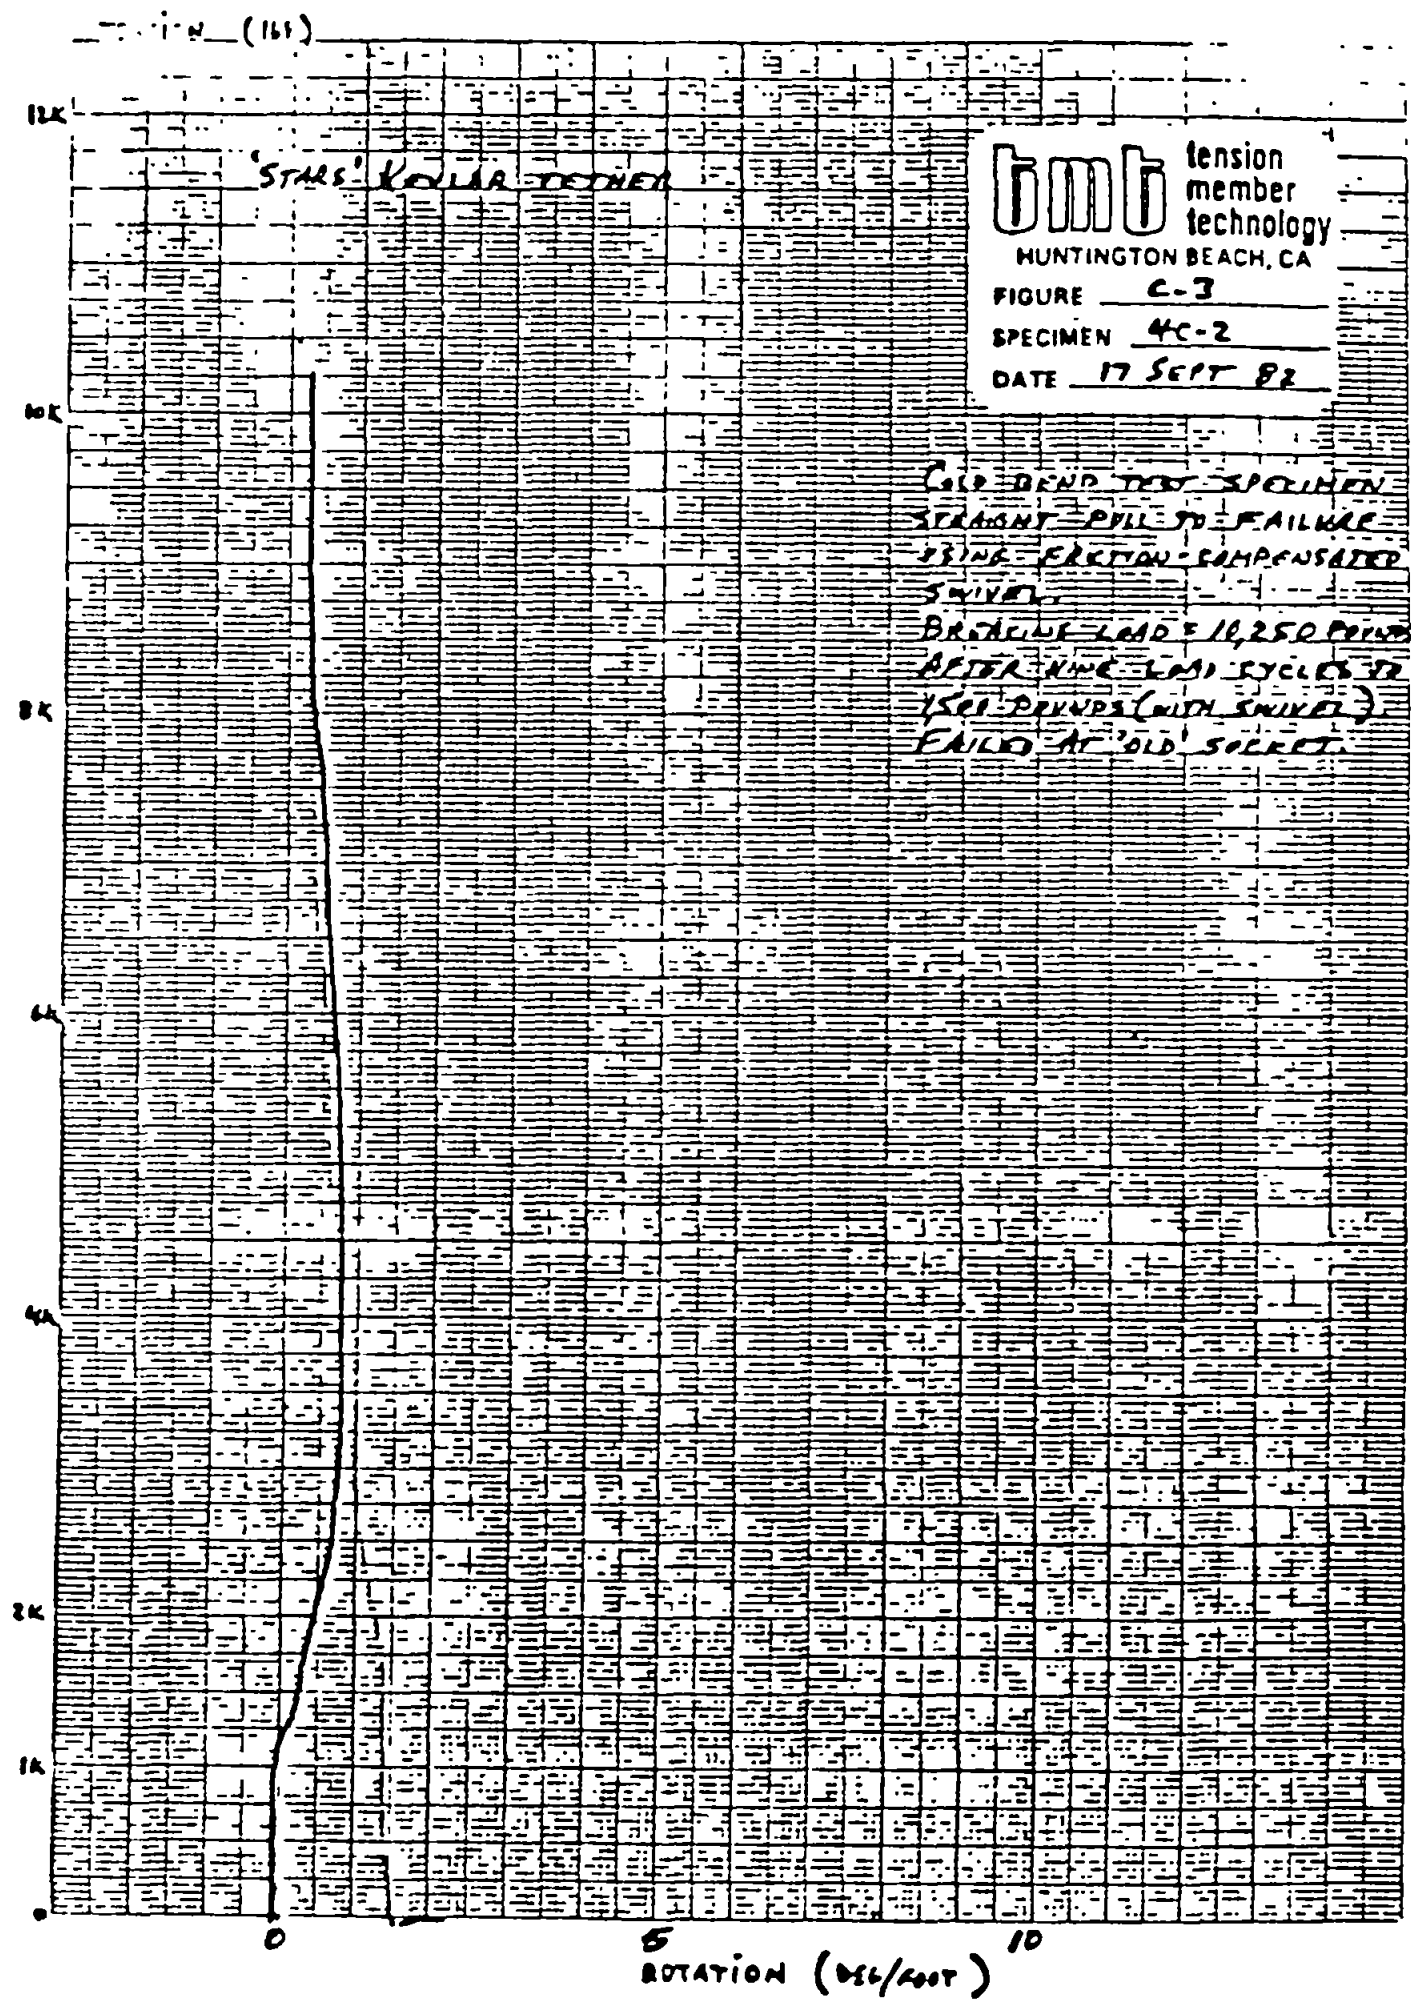 (lbf)
12K
'STARS' KEVLAR TETHER
tmt tension
member
technology
HUNTINGTON BEACH, CA
FIGURE C-3
SPECIMEN 4C-2
DATE 17 SEPT 82
10K
COLD BEND TEST SPECIMEN
STRAIGHT PULL TO FAILURE
USING FRICTION-COMPENSATED
SWIVEL.
BREAKING LOAD = 10,250 POUNDS
AFTER NINE LOAD CYCLES TO
POUNDS (WITH SWIVEL).
FAILED AT 'OLD' SOCKET.
8K
6K
4K
2K
1K
0
0 5 10
ROTATION (DEG/FOOT)